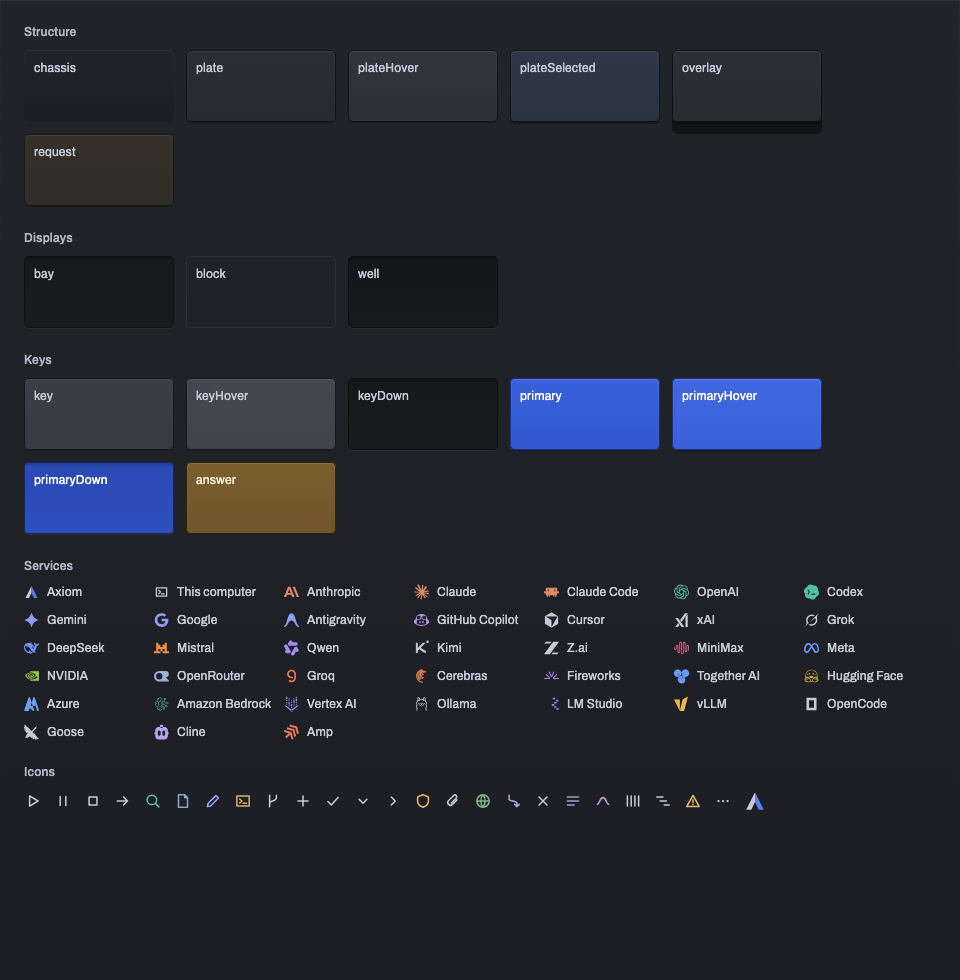 Structure
chassis
plate
plateHover
plateSelected
overlay
request
Displays
bay
block
well
Keys
key
keyHover
keyDown
primary
primaryHover
primaryDown
answer
Services
Axiom
This computer
Anthropic
Claude
Claude Code
OpenAI
Codex
Gemini
Google
Antigravity
GitHub Copilot
Cursor
xAI
Grok
DeepSeek
Mistral
Qwen
Kimi
Z.ai
MiniMax
Meta
NVIDIA
OpenRouter
Groq
Cerebras
Fireworks
Together AI
Hugging Face
Azure
Amazon Bedrock
Vertex AI
Ollama
LM Studio
vLLM
OpenCode
Goose
Cline
Amp
Icons